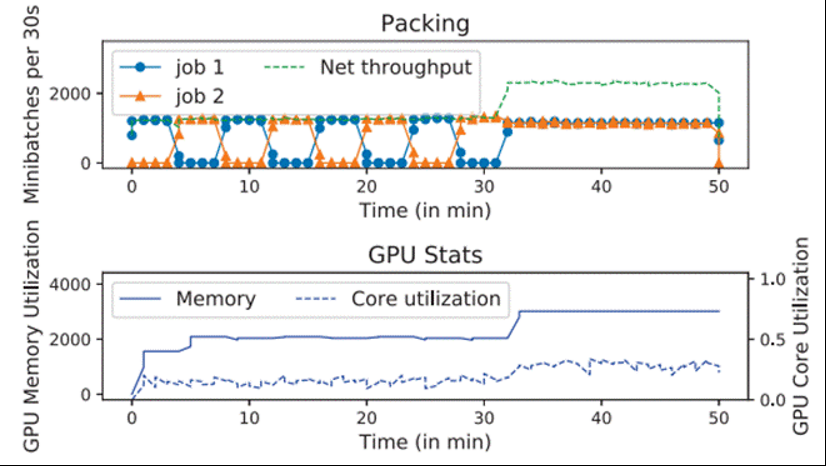 Packing
Minibatches per 30s
job 1
Net throughput
job 2
2000
0
0 10 20 30 40 50
Time (in min)
GPU Stats
GPU Memory Utilization
Memory
Core utilization
4000
2000
0
1.0
0.5
0.0
GPU Core Utilization
0 10 20 30 40 50
Time (in min)